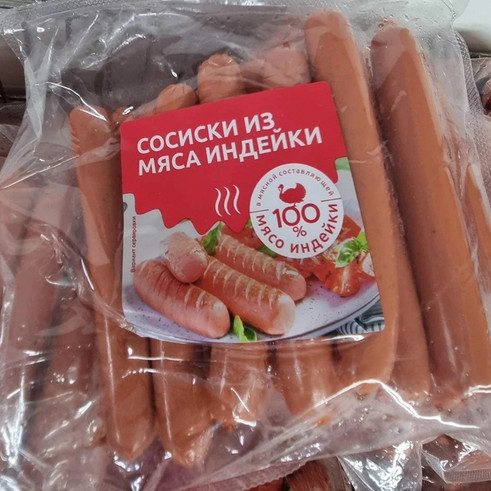 СОСИСКИ ИЗ
МЯСА ИНДЕЙКИ
в мясной составляющей
100
%
МЯСО ИНДЕЙКИ
Вариант сервировки